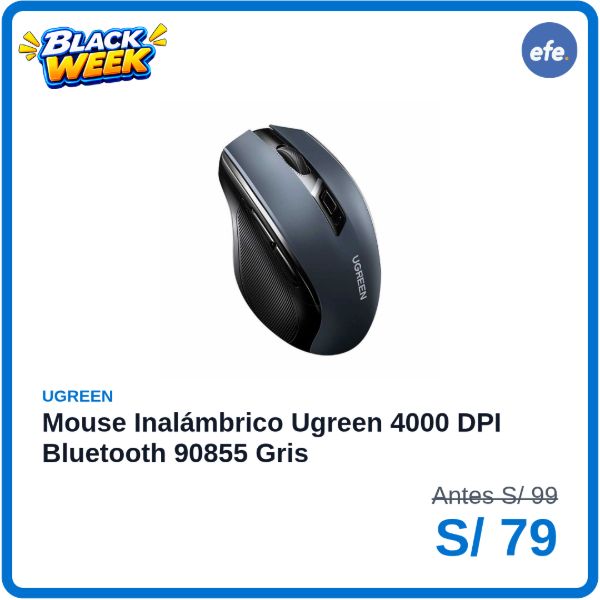 BLACK
WEEK
efe.
UGREEN
UGREEN
Mouse Inalámbrico Ugreen 4000 DPI
Bluetooth 90855 Gris
Antes S/ 99
S/ 79